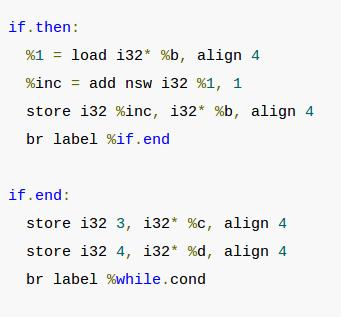 if.then:
%1 = load i32* %b, align 4
%inc = add nsw i32 %1, 1
store i32 %inc, i32* %b, align 4
br label %if.end
if.end:
store i32 3, i32* %c, align 4
store i32 4, i32* %d, align 4
br label %while.cond